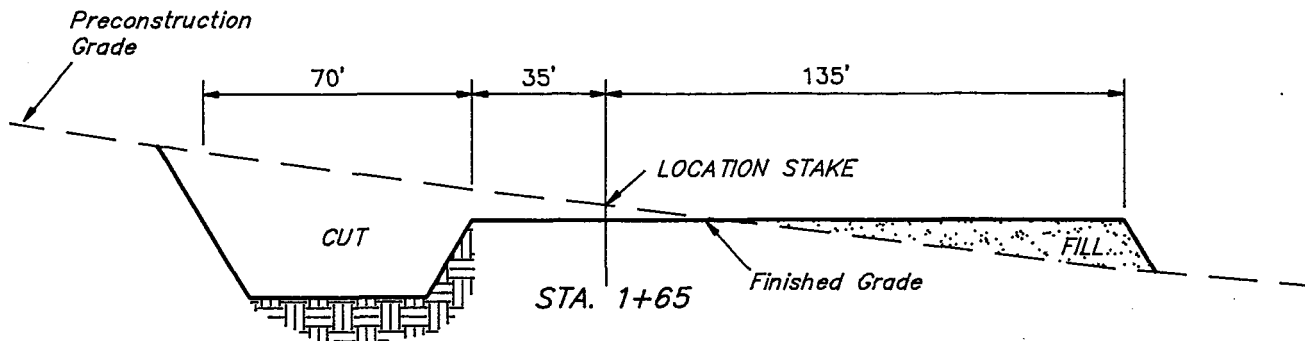 Preconstruction
Grade
70'
35'
135'
LOCATION STAKE
CUT
FILL
Finished Grade
STA. 1+65